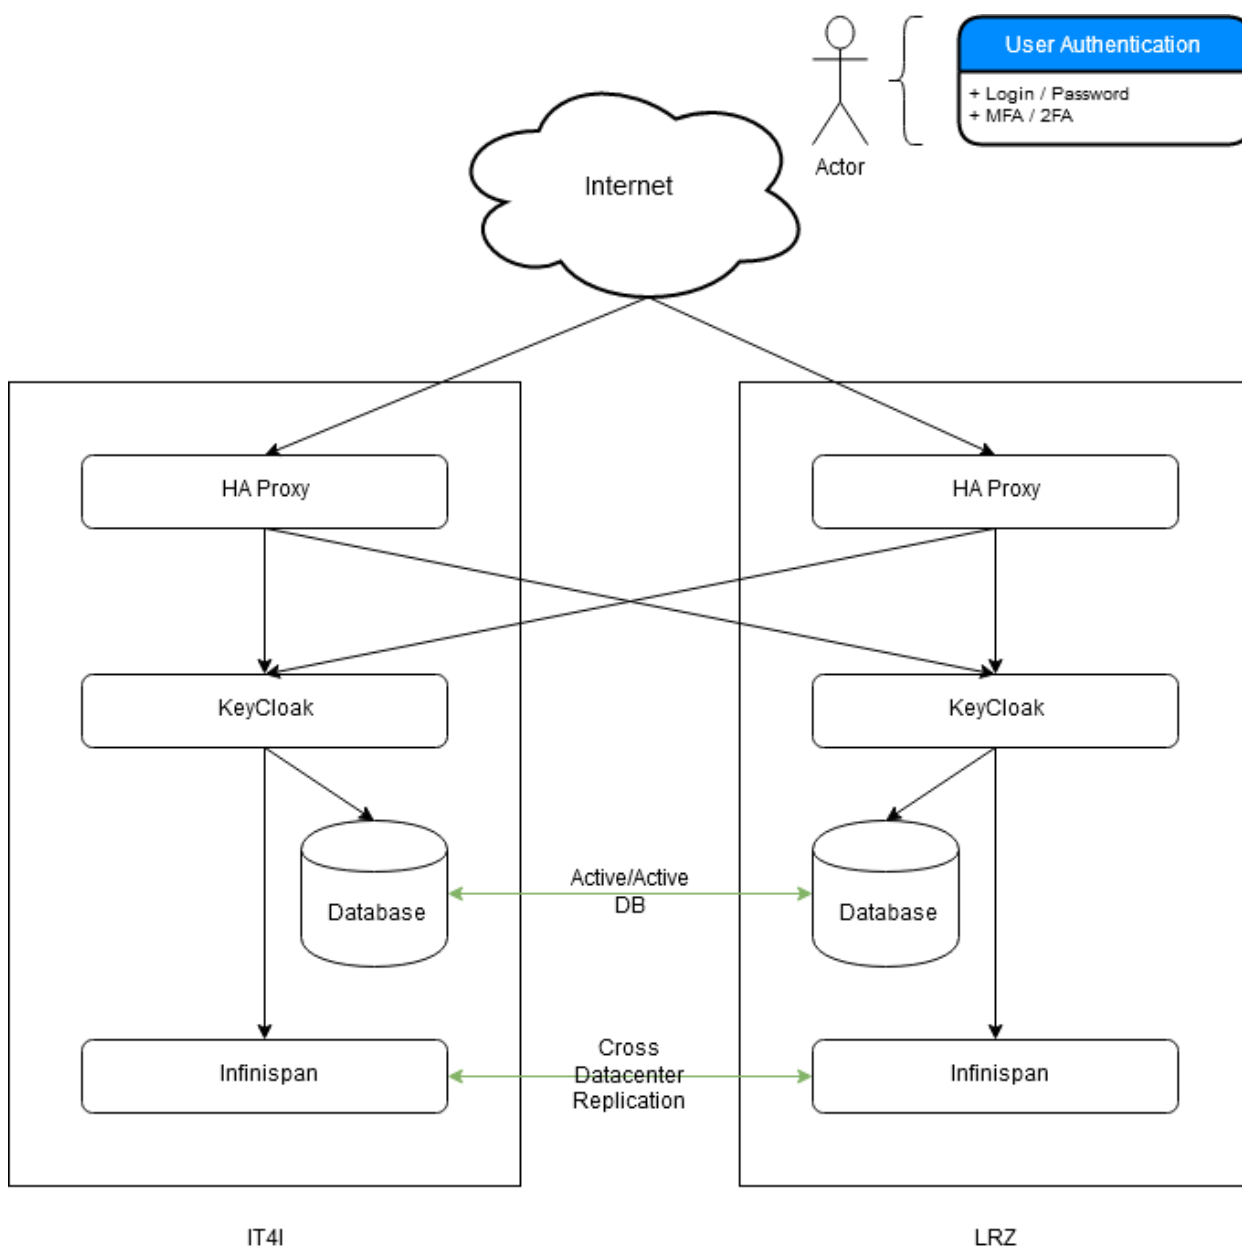 User Authentication
+ Login / Password
+ MFA / 2FA
Actor
Internet
HA Proxy
HA Proxy
KeyCloak
KeyCloak
Database
Active/Active
DB
Database
Infinispan
Cross
Datacenter
Replication
Infinispan
IT4I
LRZ